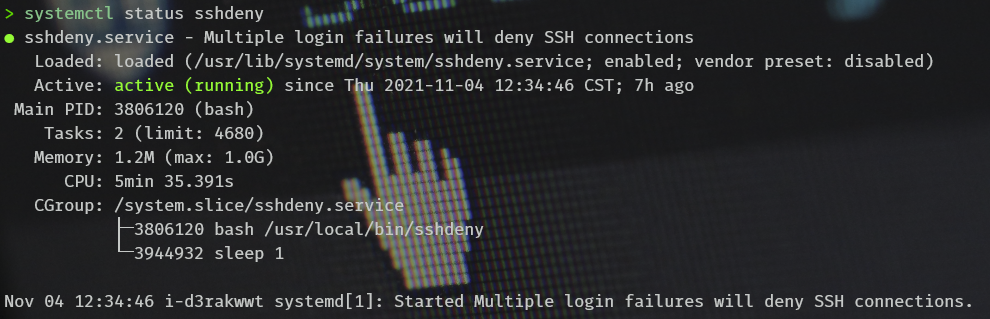 > systemctl status sshdeny
● sshdeny.service - Multiple login failures will deny SSH connections
Loaded: loaded (/usr/lib/systemd/system/sshdeny.service; enabled; vendor preset: disabled)
Active: active (running) since Thu 2021-11-04 12:34:46 CST; 7h ago
Main PID: 3806120 (bash)
Tasks: 2 (limit: 4680)
Memory: 1.2M (max: 1.0G)
CPU: 5min 35.391s
CGroup: /system.slice/sshdeny.service
├─3806120 bash /usr/local/bin/sshdeny
└─3944932 sleep 1
Nov 04 12:34:46 i-d3rakwwt systemd[1]: Started Multiple login failures will deny SSH connections.